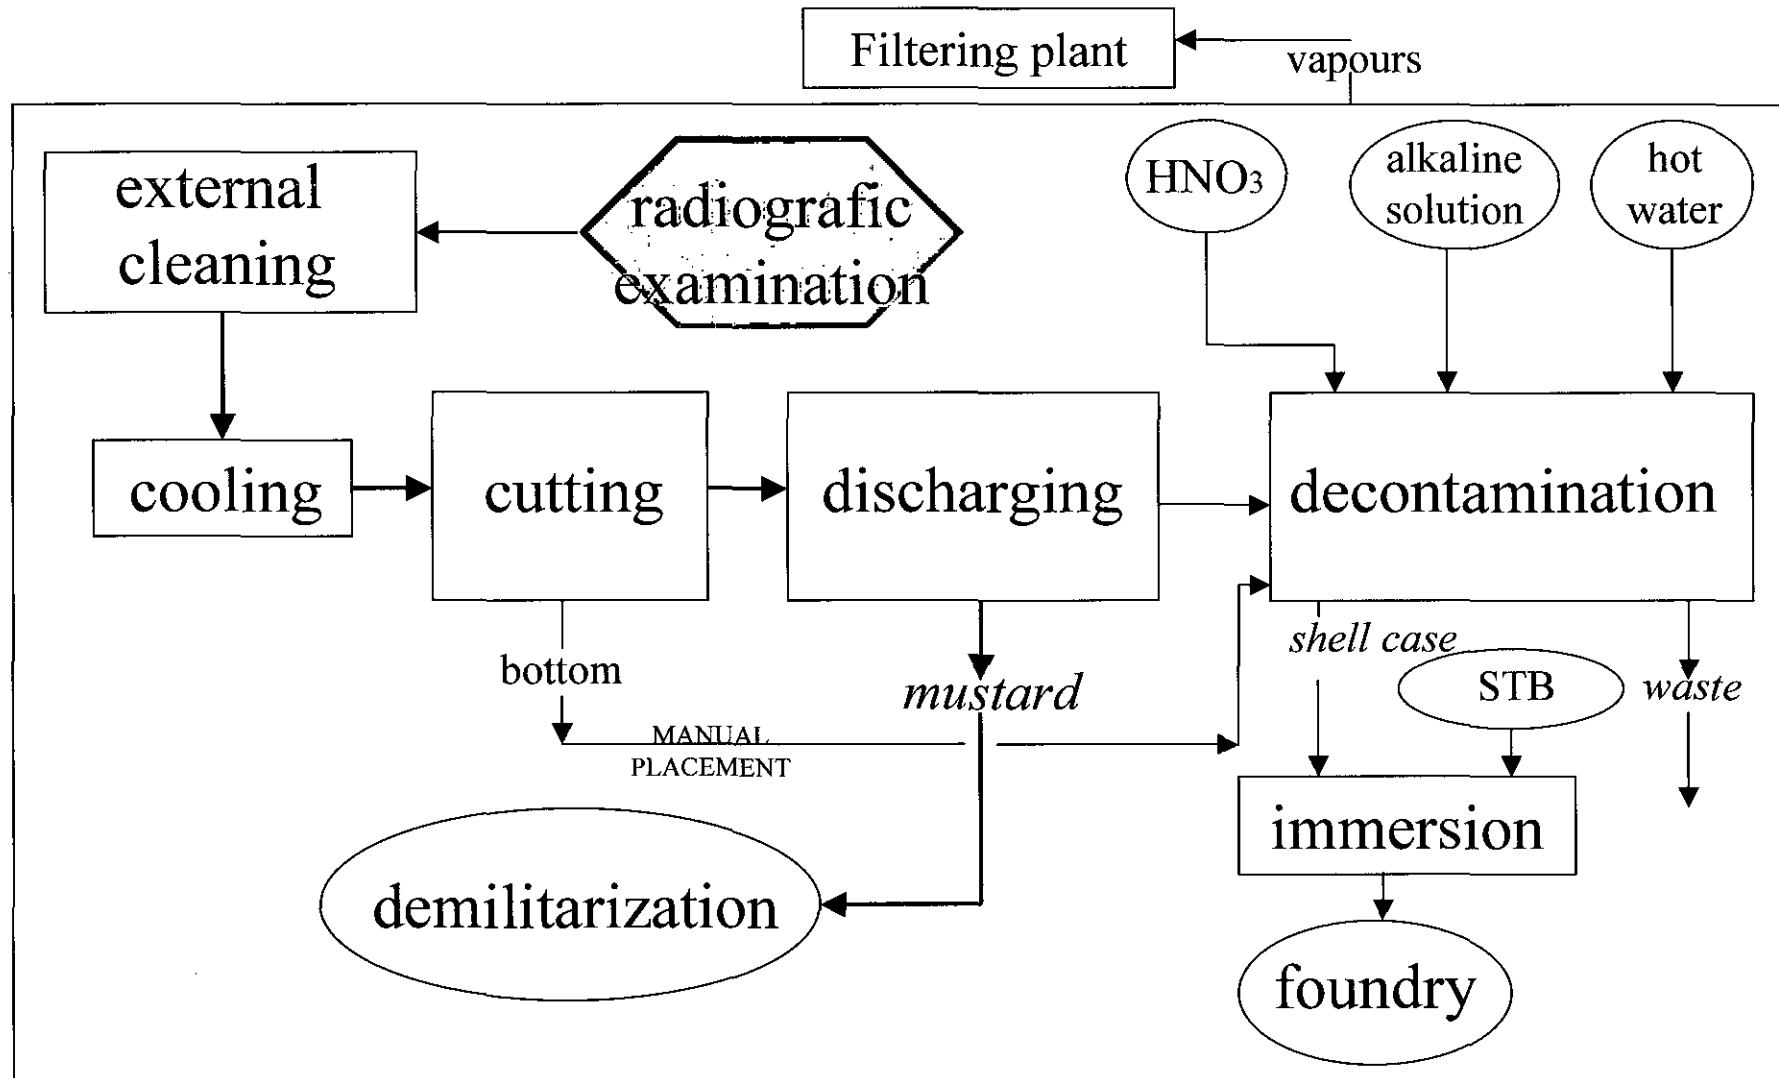 Filtering plant
vapours
external
cleaning
radiografic
examination
HNO3
alkaline
solution
hot
water
cooling
cutting
discharging
decontamination
bottom
mustard
shell case
STB
waste
MANUAL
PLACEMENT
immersion
demilitarization
foundry